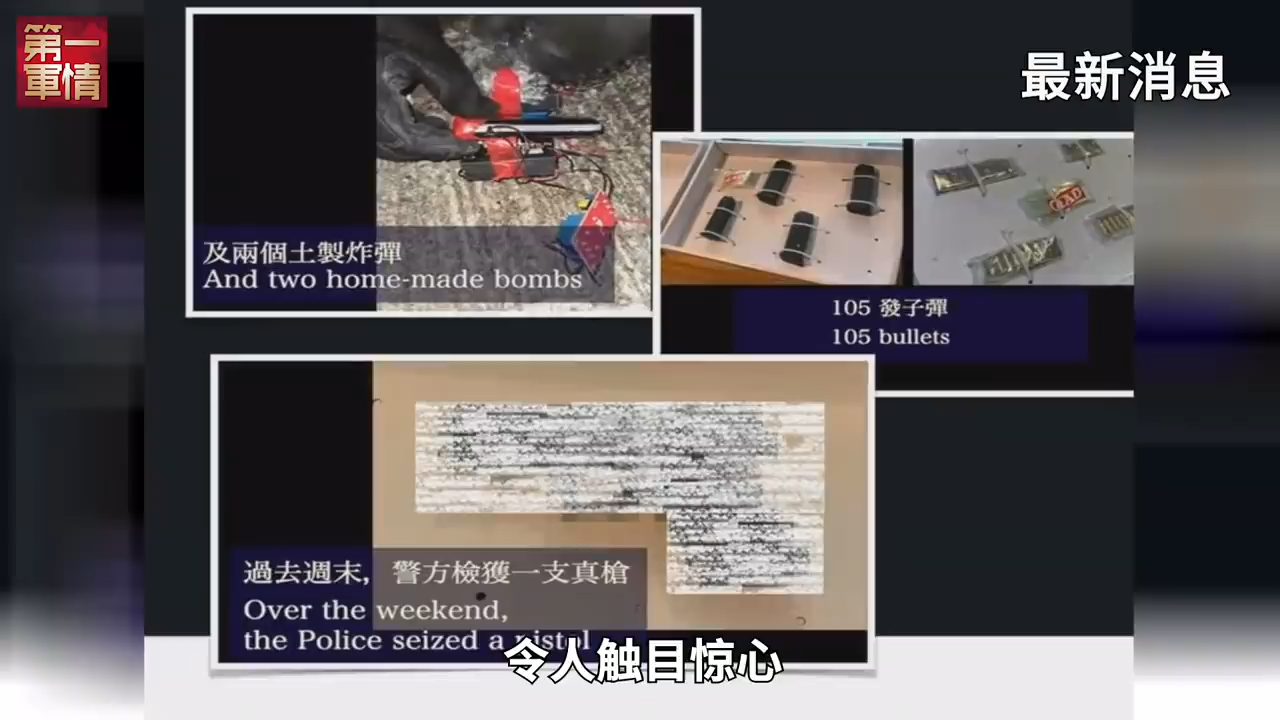 第一
軍情
最新消息
及兩個土製炸彈
And two home-made bombs
105 發子彈
105 bullets
過去週末，警方檢獲一支真槍
Over the weekend,
the Police seized a pistol
令人触目惊心